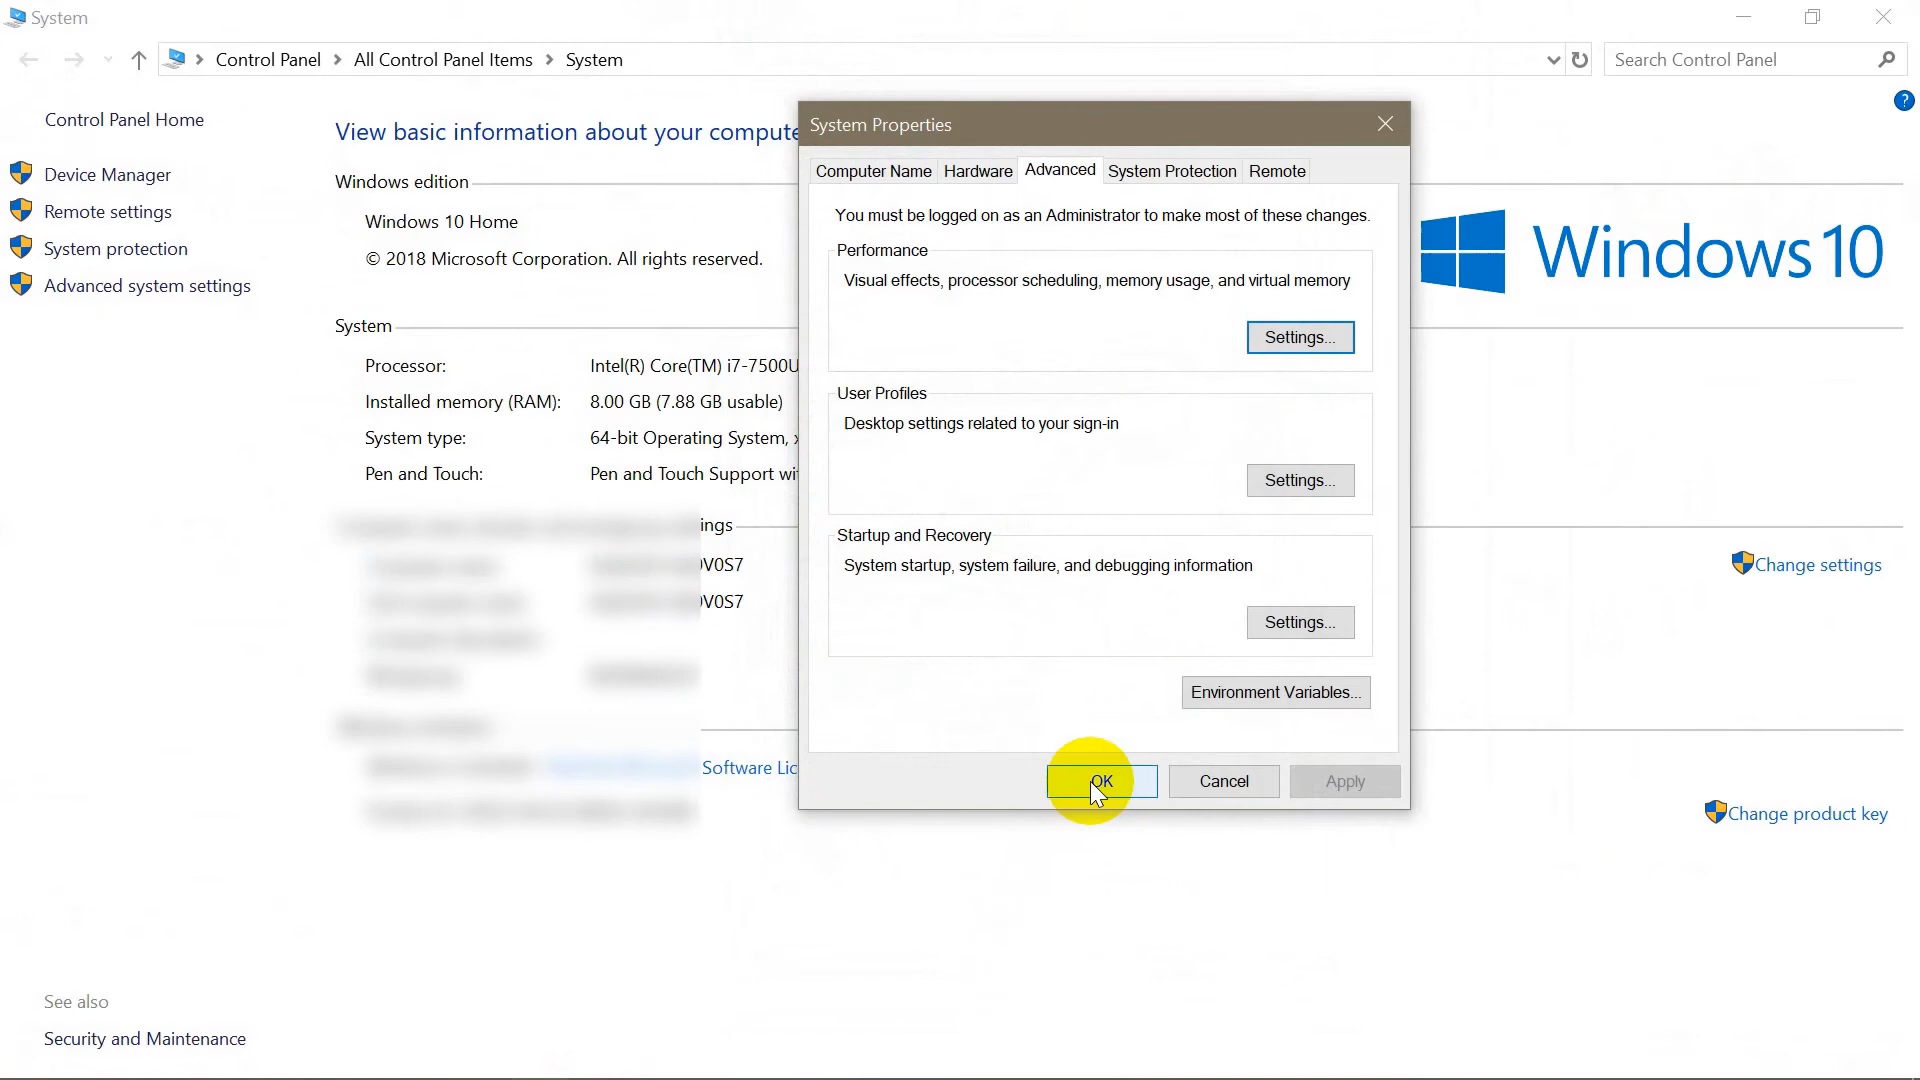 System
Control Panel > All Control Panel Items > System
Search Control Panel
Control Panel Home
Device Manager
Remote settings
System protection
Advanced system settings
See also
Security and Maintenance
View basic information about your compute
Windows edition
Windows 10 Home
© 2018 Microsoft Corporation. All rights reserved.
System
Processor: Intel(R) Core(TM) i7-7500U
Installed memory (RAM): 8.00 GB (7.88 GB usable)
System type: 64-bit Operating System, x
Pen and Touch: Pen and Touch Support wi
ings
V0S7
V0S7
Software Lic
System Properties
Computer Name Hardware Advanced System Protection Remote
You must be logged on as an Administrator to make most of these changes.
Performance
Visual effects, processor scheduling, memory usage, and virtual memory
Settings...
User Profiles
Desktop settings related to your sign-in
Settings...
Startup and Recovery
System startup, system failure, and debugging information
Settings...
Environment Variables...
OK Cancel Apply
?
Windows 10
Change settings
Change product key